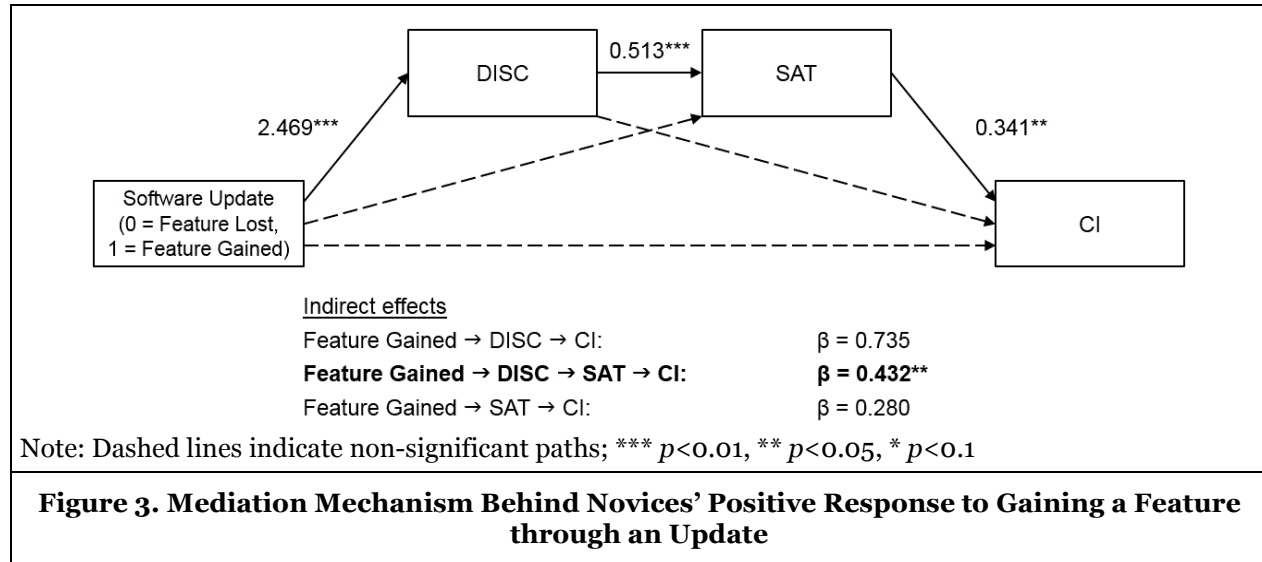 0.513***
DISC
SAT
2.469***
0.341**
Software Update
(0 = Feature Lost,
1 = Feature Gained)
CI
Indirect effects
Feature Gained → DISC → CI: β = 0.735
Feature Gained → DISC → SAT → CI: β = 0.432**
Feature Gained → SAT → CI: β = 0.280
Note: Dashed lines indicate non-significant paths; *** p<0.01, ** p<0.05, * p<0.1
Figure 3. Mediation Mechanism Behind Novices’ Positive Response to Gaining a Feature
through an Update